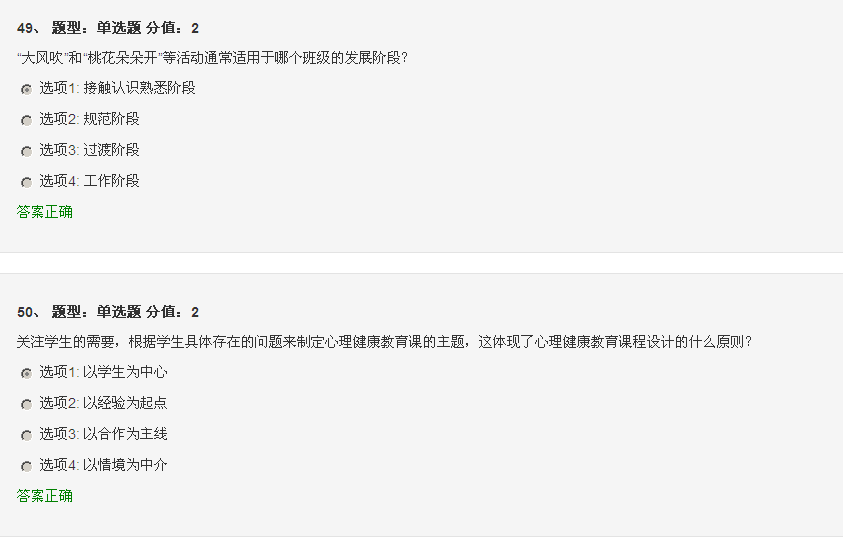 49、 题型：单选题 分值：2
“大风吹”和“桃花朵朵开”等活动通常适用于哪个班级的发展阶段？
选项1: 接触认识熟悉阶段
选项2: 规范阶段
选项3: 过渡阶段
选项4: 工作阶段
答案正确
50、 题型：单选题 分值：2
关注学生的需要，根据学生具体存在的问题来制定心理健康教育课的主题，这体现了心理健康教育课程设计的什么原则？
选项1: 以学生为中心
选项2: 以经验为起点
选项3: 以合作为主线
选项4: 以情境为中介
答案正确